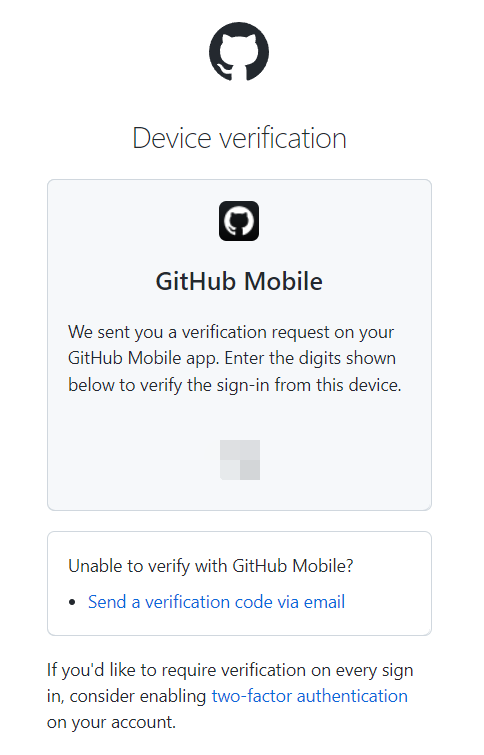 Device verification
GitHub Mobile
We sent you a verification request on your
GitHub Mobile app. Enter the digits shown
below to verify the sign-in from this device.
Unable to verify with GitHub Mobile?
Send a verification code via email
If you'd like to require verification on every sign
in, consider enabling two-factor authentication
on your account.